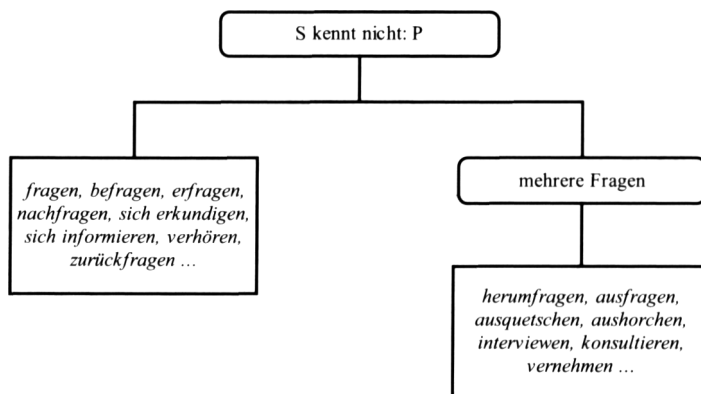 S kennt nicht: P
fragen, befragen, erfragen,
nachfragen, sich erkundigen,
sich informieren, verhören,
zurückfragen ...
mehrere Fragen
herumfragen, ausfragen,
ausquetschen, aushorchen,
interviewen, konsultieren,
vernehmen ...